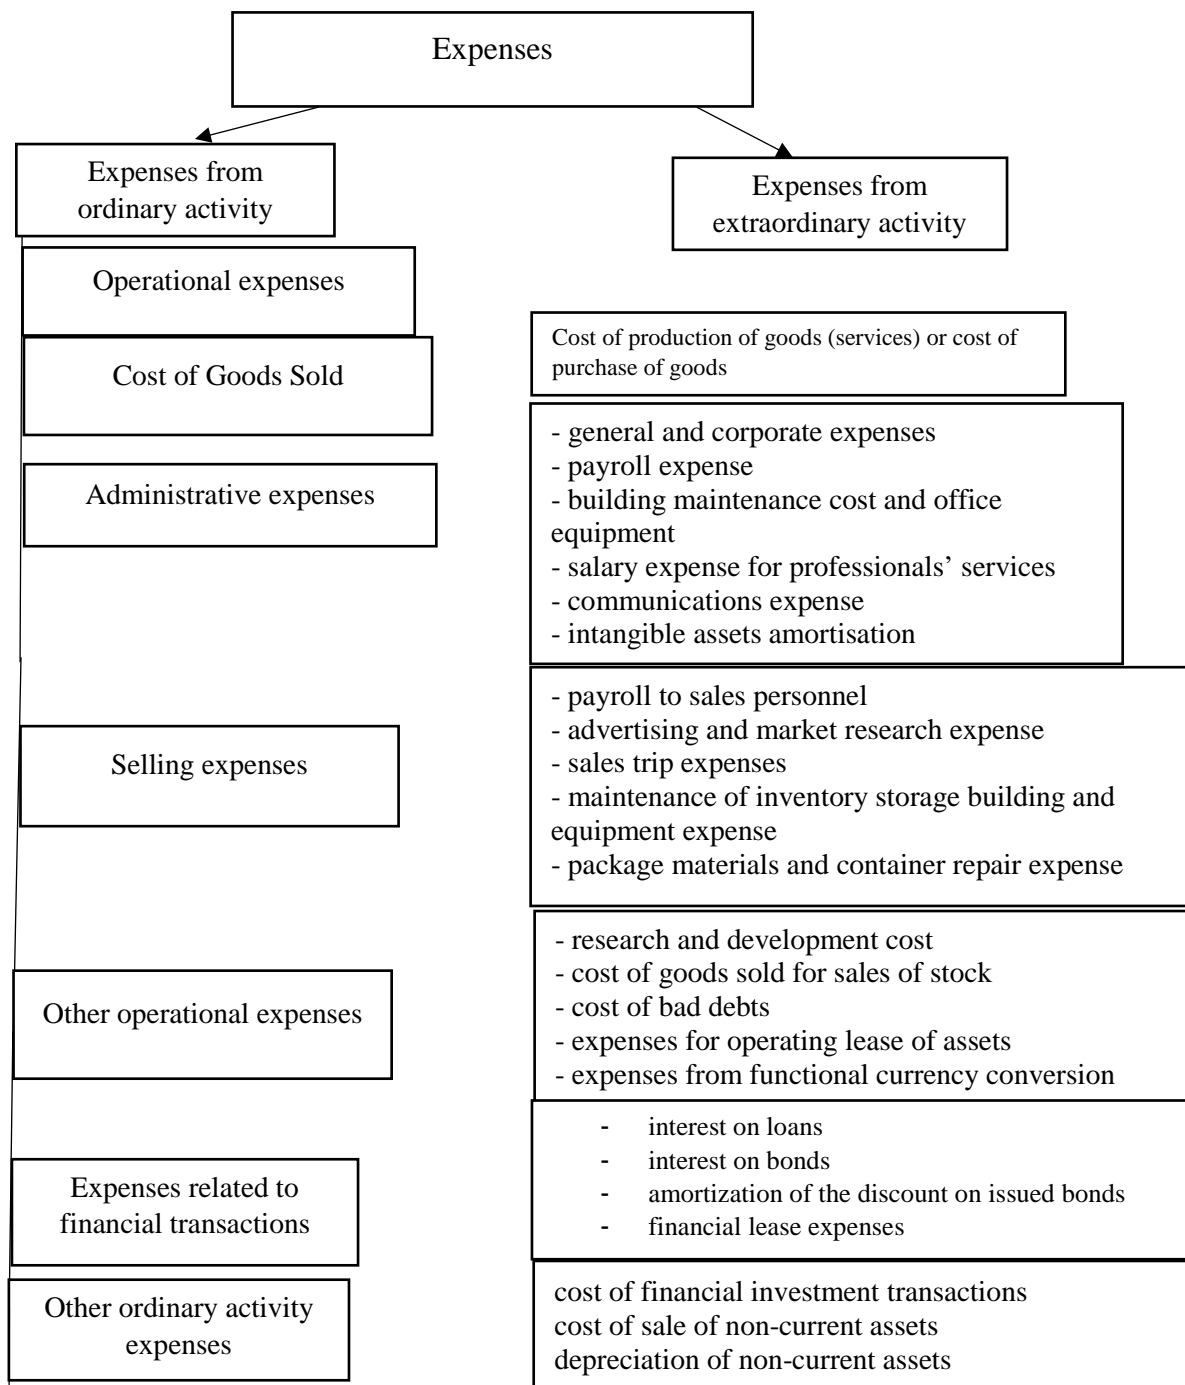 Expenses
Expenses from
ordinary activity
Expenses from
extraordinary activity
Operational expenses
Cost of Goods Sold
Cost of production of goods (services) or cost of
purchase of goods
Administrative expenses
- general and corporate expenses
- payroll expense
- building maintenance cost and office
equipment
- salary expense for professionals’ services
- communications expense
- intangible assets amortisation
Selling expenses
- payroll to sales personnel
- advertising and market research expense
- sales trip expenses
- maintenance of inventory storage building and
equipment expense
- package materials and container repair expense
Other operational expenses
- research and development cost
- cost of goods sold for sales of stock
- cost of bad debts
- expenses for operating lease of assets
- expenses from functional currency conversion
Expenses related to
financial transactions
- interest on loans
- interest on bonds
- amortization of the discount on issued bonds
- financial lease expenses
Other ordinary activity
expenses
cost of financial investment transactions
cost of sale of non-current assets
depreciation of non-current assets